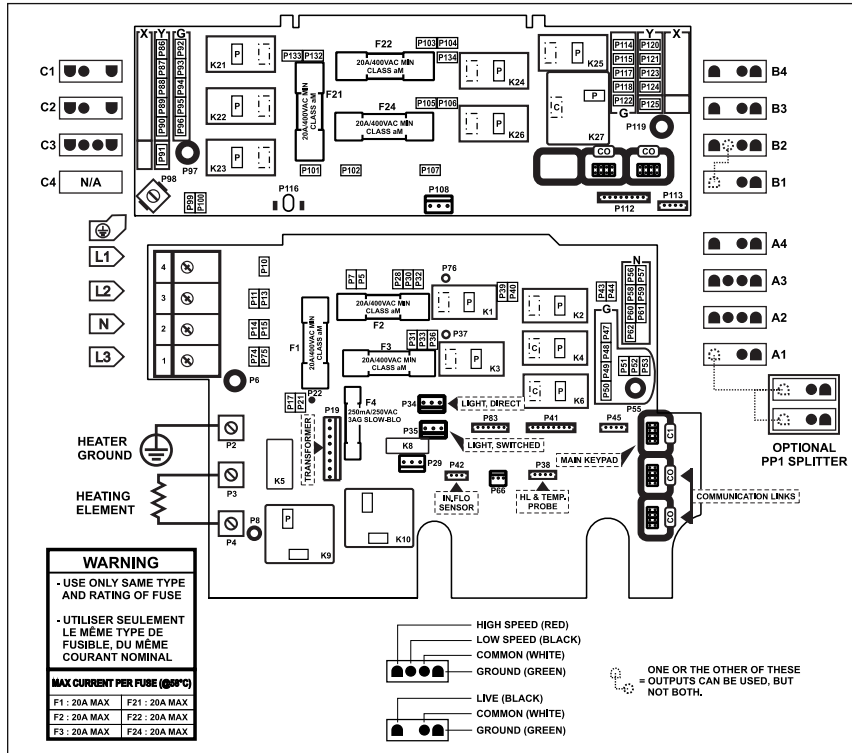 X
Y
G
P86
P87
P88
P89
P90
P91
P92
P93
P94
P95
P96
P97
P98
P99
P100
K21
K22
K23
P
P
P
P133
P132
F21
20A/400VAC MIN
CLASS aM
F22
20A/400VAC MIN
CLASS aM
F24
20A/400VAC MIN
CLASS aM
P103
P104
P134
P105
P106
P101
P102
P107
P116
P108
K24
K26
K25
K27
P
P
P
P
C
CO
CO
P112
P113
P114
P115
P117
P118
P122
G
P119
Y
P120
P121
P123
P124
P125
X
C1
C2
C3
C4
N/A
B4
B3
B2
B1
L1
L2
N
L3
4
3
2
1
P10
P11
P13
P14
P15
P74
P75
P6
P17
P21
P22
F1
20A/400VAC MIN
CLASS aM
P7
P5
P28
P30
P32
F2
20A/400VAC MIN
CLASS aM
P31
P33
P36
F3
20A/400VAC MIN
CLASS aM
F4
250mA/250VAC
3AG SLOW-BLO
P76
P37
K1
K3
P
P
P39
P40
K2
K4
K6
P
C
P
C
P
P43
P44
G
P47
P48
P49
P50
P51
P52
P53
P55
N
P56
P57
P58
P59
P60
P61
P62
A4
A3
A2
A1
OPTIONAL
PP1 SPLITTER
P19
TRANSFORMER
P34
LIGHT, DIRECT
P35
LIGHT, SWITCHED
K8
P29
P83
P41
P45
MAIN KEYPAD
P42
IN.FLO
SENSOR
P66
P38
HL & TEMP.
PROBE
C1
CO
CO
COMMUNICATION LINKS
HEATER
GROUND
P2
P3
P4
HEATING
ELEMENT
K5
P8
P
K9
K10
WARNING
- USE ONLY SAME TYPE
AND RATING OF FUSE
- UTILISER SEULEMENT
LE MÊME TYPE DE
FUSIBLE, DU MÊME
COURANT NOMINAL
MAX CURRENT PER FUSE (@58°C)
F1 : 20A MAX F21 : 20A MAX
F2 : 20A MAX F22 : 20A MAX
F3 : 20A MAX F24 : 20A MAX
HIGH SPEED (RED)
LOW SPEED (BLACK)
COMMON (WHITE)
GROUND (GREEN)
LIVE (BLACK)
COMMON (WHITE)
GROUND (GREEN)
ONE OR THE OTHER OF THESE
= OUTPUTS CAN BE USED, BUT
NOT BOTH.